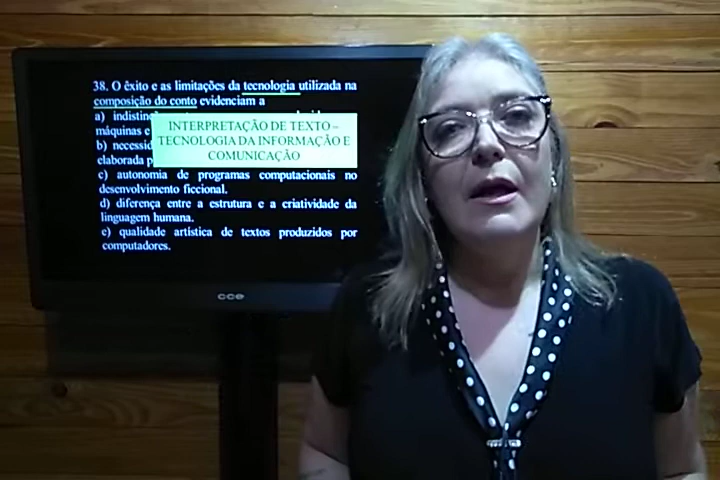 38. O êxito e as limitações da tecnologia utilizada na
composição do conto evidenciam a
a)
máquinas e
INTERPRETAÇÃO DE TEXTO –
TECNOLOGIA DA INFORMAÇÃO E
COMUNICAÇÃO
b)
elaborada
c) autonomia de programas computacionais no
desenvolvimento ficcional.
d) diferença entre a estrutura e a criatividade da
linguagem humana.
e) qualidade artística de textos produzidos por
computadores.
cce